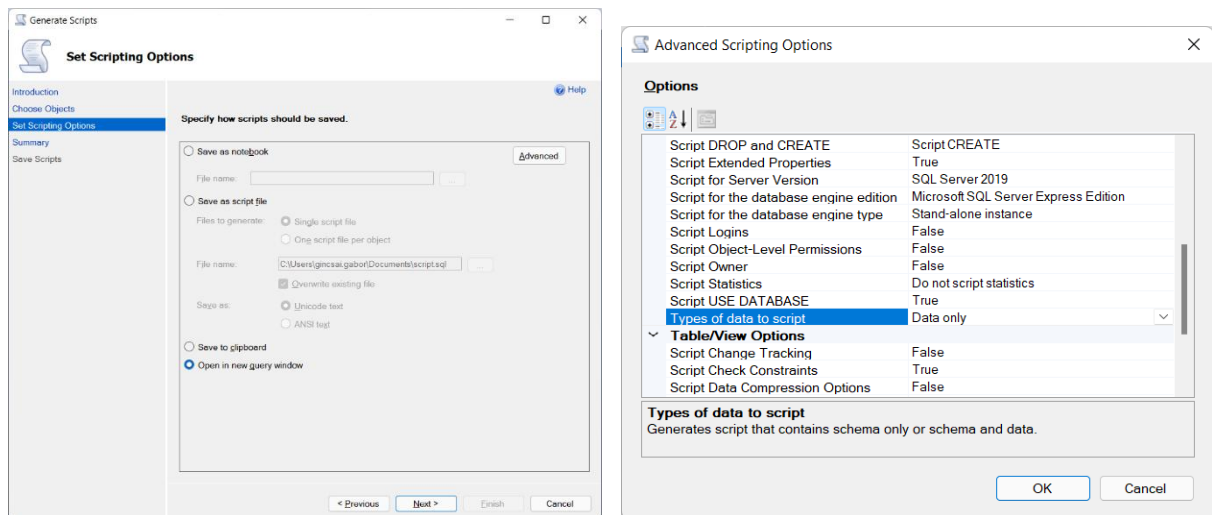 Generate Scripts
Set Scripting Options
Introduction
Choose Objects
Set Scripting Options
Summary
Save Scripts
Help
Specify how scripts should be saved.
Save as notebook
Advanced
File name:
...
Save as script file
Files to generate:
Single script file
One script file per object
File name:
C:\Users\gincsai.gabor\Documents\script.sql
...
Overwrite existing file
Save as:
Unicode text
ANSI text
Save to clipboard
Open in new query window
< Previous
Next >
Finish
Cancel
Advanced Scripting Options
Options
Script DROP and CREATE Script CREATE
Script Extended Properties True
Script for Server Version SQL Server 2019
Script for the database engine edition Microsoft SQL Server Express Edition
Script for the database engine type Stand-alone instance
Script Logins False
Script Object-Level Permissions False
Script Owner False
Script Statistics Do not script statistics
Script USE DATABASE True
Types of data to script Data only
Table/View Options
Script Change Tracking False
Script Check Constraints True
Script Data Compression Options False
Types of data to script
Generates script that contains schema only or schema and data.
OK
Cancel